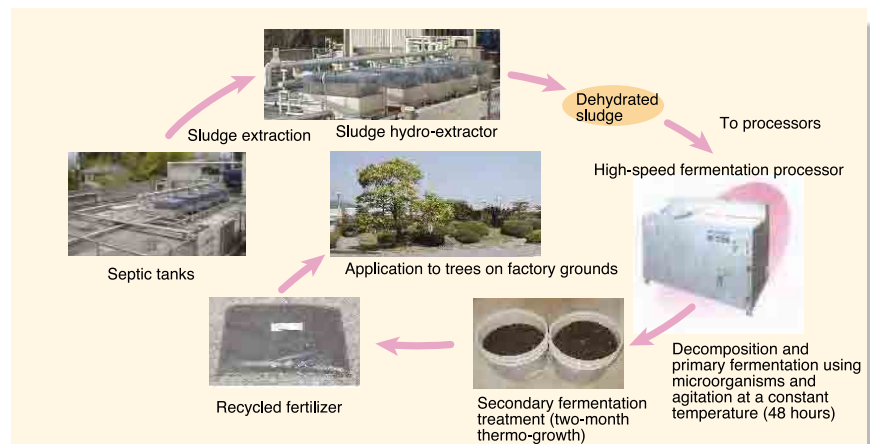 Sludge extraction
Sludge hydro-extractor
Dehydrated
sludge
To processors
High-speed fermentation processor
Septic tanks
Application to trees on factory grounds
Decomposition and
primary fermentation using
microorganisms and
agitation at a constant
temperature (48 hours)
Secondary fermentation
treatment (two-month
thermo-growth)
Recycled fertilizer